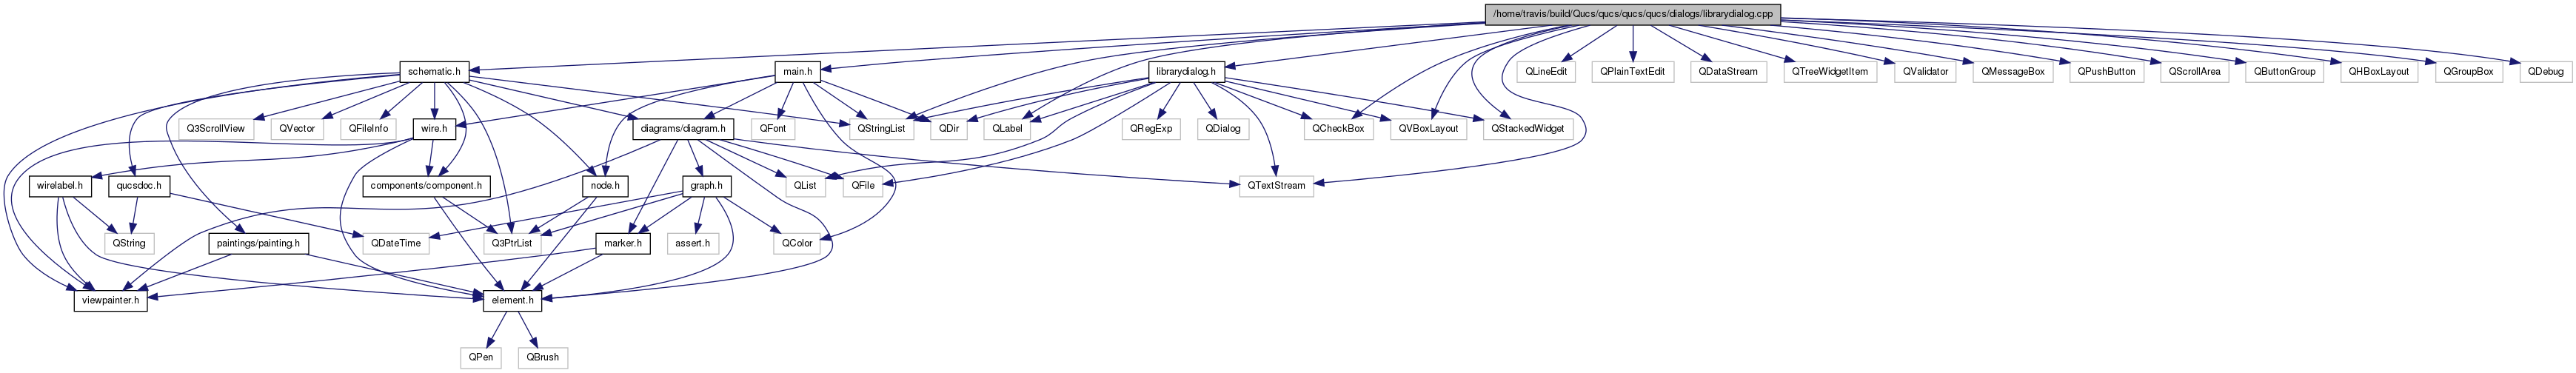 /home/travis/build/Qucs/qucs/qucs/qucs/dialogs/librarydialog.cpp
schematic.h
main.h
librarydialog.h
QLineEdit
QPlainTextEdit
QDataStream
QTreeWidgetItem
QValidator
QMessageBox
QPushButton
QScrollArea
QButtonGroup
QHBoxLayout
QGroupBox
QDebug
Q3ScrollView
QVector
QFileInfo
wire.h
diagrams/diagram.h
QFont
QStringList
QDir
QLabel
QRegExp
QDialog
QCheckBox
QVBoxLayout
QStackedWidget
wirelabel.h
qucsdoc.h
components/component.h
node.h
graph.h
QList
QFile
QTextStream
QString
paintings/painting.h
QDateTime
Q3PtrList
marker.h
assert.h
QColor
viewpainter.h
element.h
QPen
QBrush